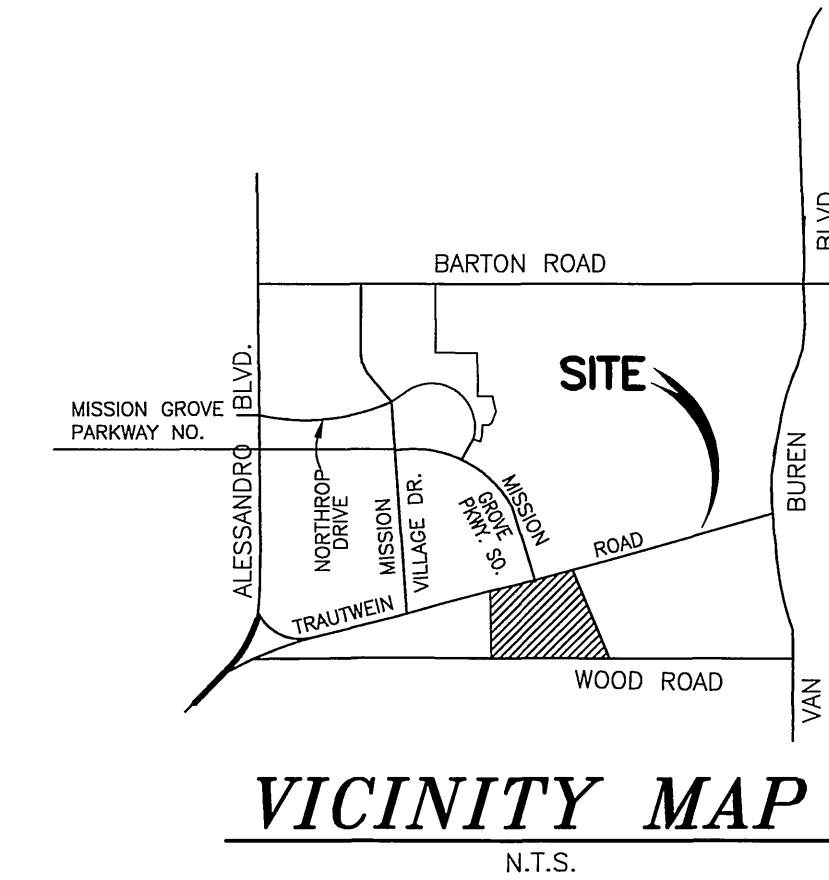 BLVD
BARTON ROAD
SITE
ALESSANDRO BLVD.
MISSION GROVE
PARKWAY NO.
NORTHROP
DRIVE
MISSION
VILLAGE DR.
MISSION
GROVE
PKWY. SO.
ROAD
TRAUTWEIN
VAN BUREN
WOOD ROAD
VICINITY MAP
N.T.S.